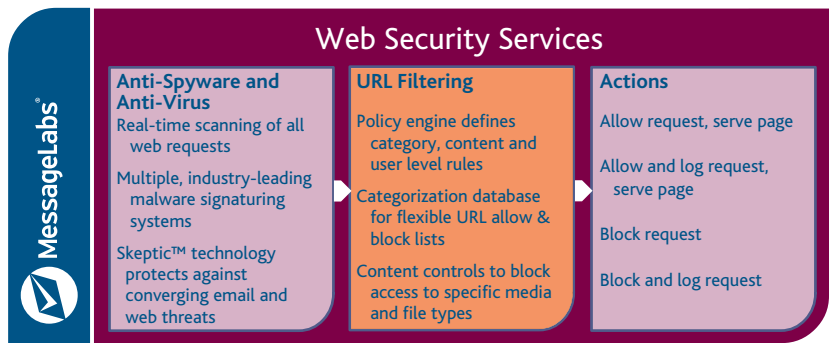 MessageLabs®
Web Security Services
Anti-Spyware and
Anti-Virus
Real-time scanning of all
web requests
Multiple, industry-leading
malware signaturing
systems
Skeptic™ technology
protects against
converging email and
web threats
URL Filtering
Policy engine defines
category, content and
user level rules
Categorization database
for flexible URL allow &
block lists
Content controls to block
access to specific media
and file types
Actions
Allow request, serve page
Allow and log request,
serve page
Block request
Block and log request